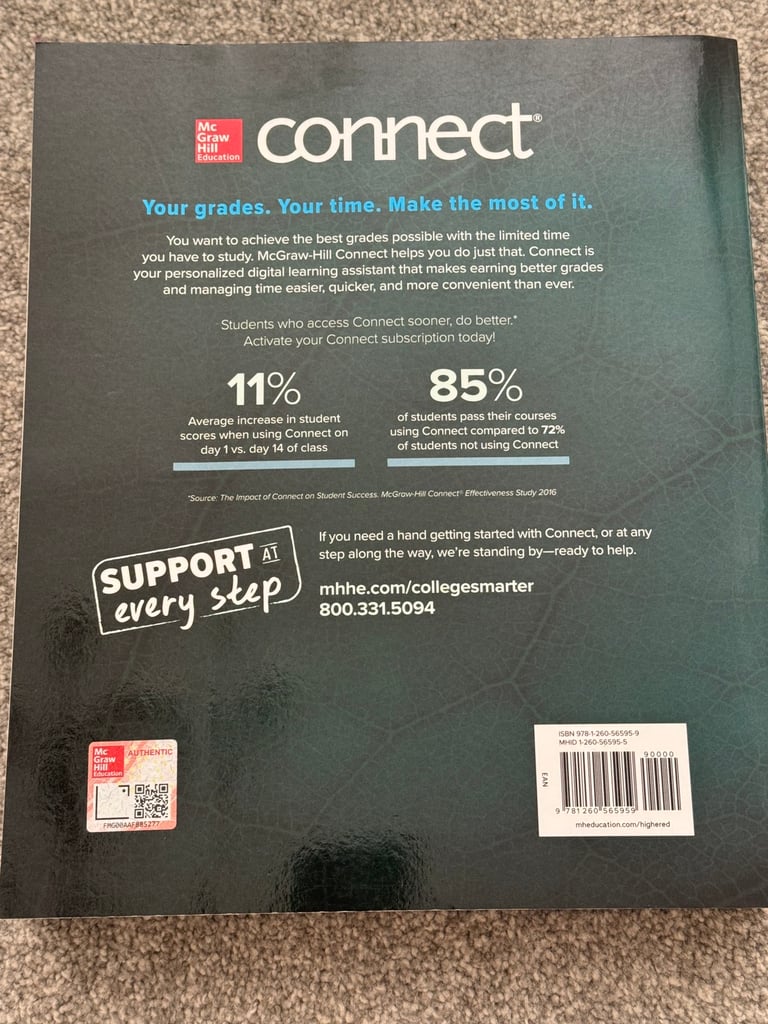 Mc
Graw
Hill
Education
connect®
Your grades. Your time. Make the most of it.
You want to achieve the best grades possible with the limited time
you have to study. McGraw-Hill Connect helps you do just that. Connect is
your personalized digital learning assistant that makes earning better grades
and managing time easier, quicker, and more convenient than ever.
Students who access Connect sooner, do better.*
Activate your Connect subscription today!
11%
Average increase in student
scores when using Connect on
day 1 vs. day 14 of class
85%
of students pass their courses
using Connect compared to 72%
of students not using Connect
*Source: The Impact of Connect on Student Success. McGraw-Hill Connect® Effectiveness Study 2016
SUPPORT AT
every step
If you need a hand getting started with Connect, or at any
step along the way, we're standing by—ready to help.
mhhe.com/collegesmarter
800.331.5094
Mc
Graw
Hill
Education
AUTHENTIC
FMG00AAF885277
ISBN 978-1-260-56595-9
MHID 1-260-56595-5
90000
EAN
9 781260 565959
mheducation.com/highered